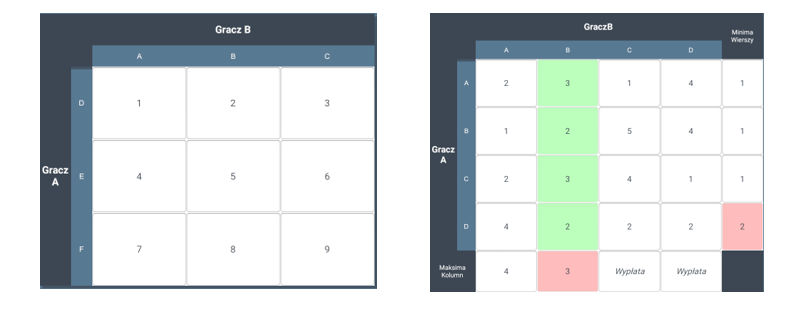 Gracz B
A B C
D 1 2 3
Gracz
A
E 4 5 6
F 7 8 9
GraczB
Minima
Wierszy
A B C D
A 2 3 1 4 1
B 1 2 5 4 1
Gracz
A
C 2 3 4 1 1
D 4 2 2 2 2
Maksima
Kolumn
4 3 Wypłata Wypłata